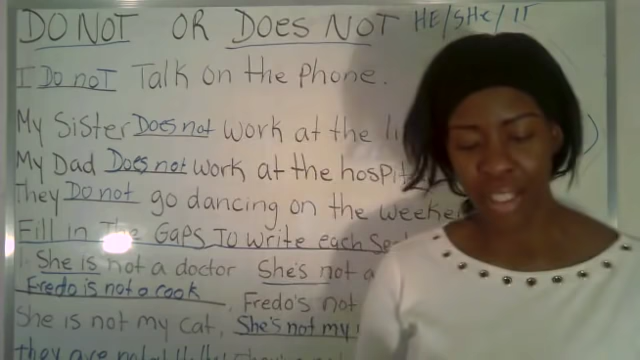 DO NOT OR DOES NOT HE/SHE/IT
I DO noT Talk on the phone.
My Sister Does not work at the
My Dad Does not work at the hospit
They DO not go dancing on the weeke
Fill in The GAPS TO write each
1. She is not a doctor She's not a
Fredo is not a cook, Fredo's not
She is not my cat, She's not my
they are not